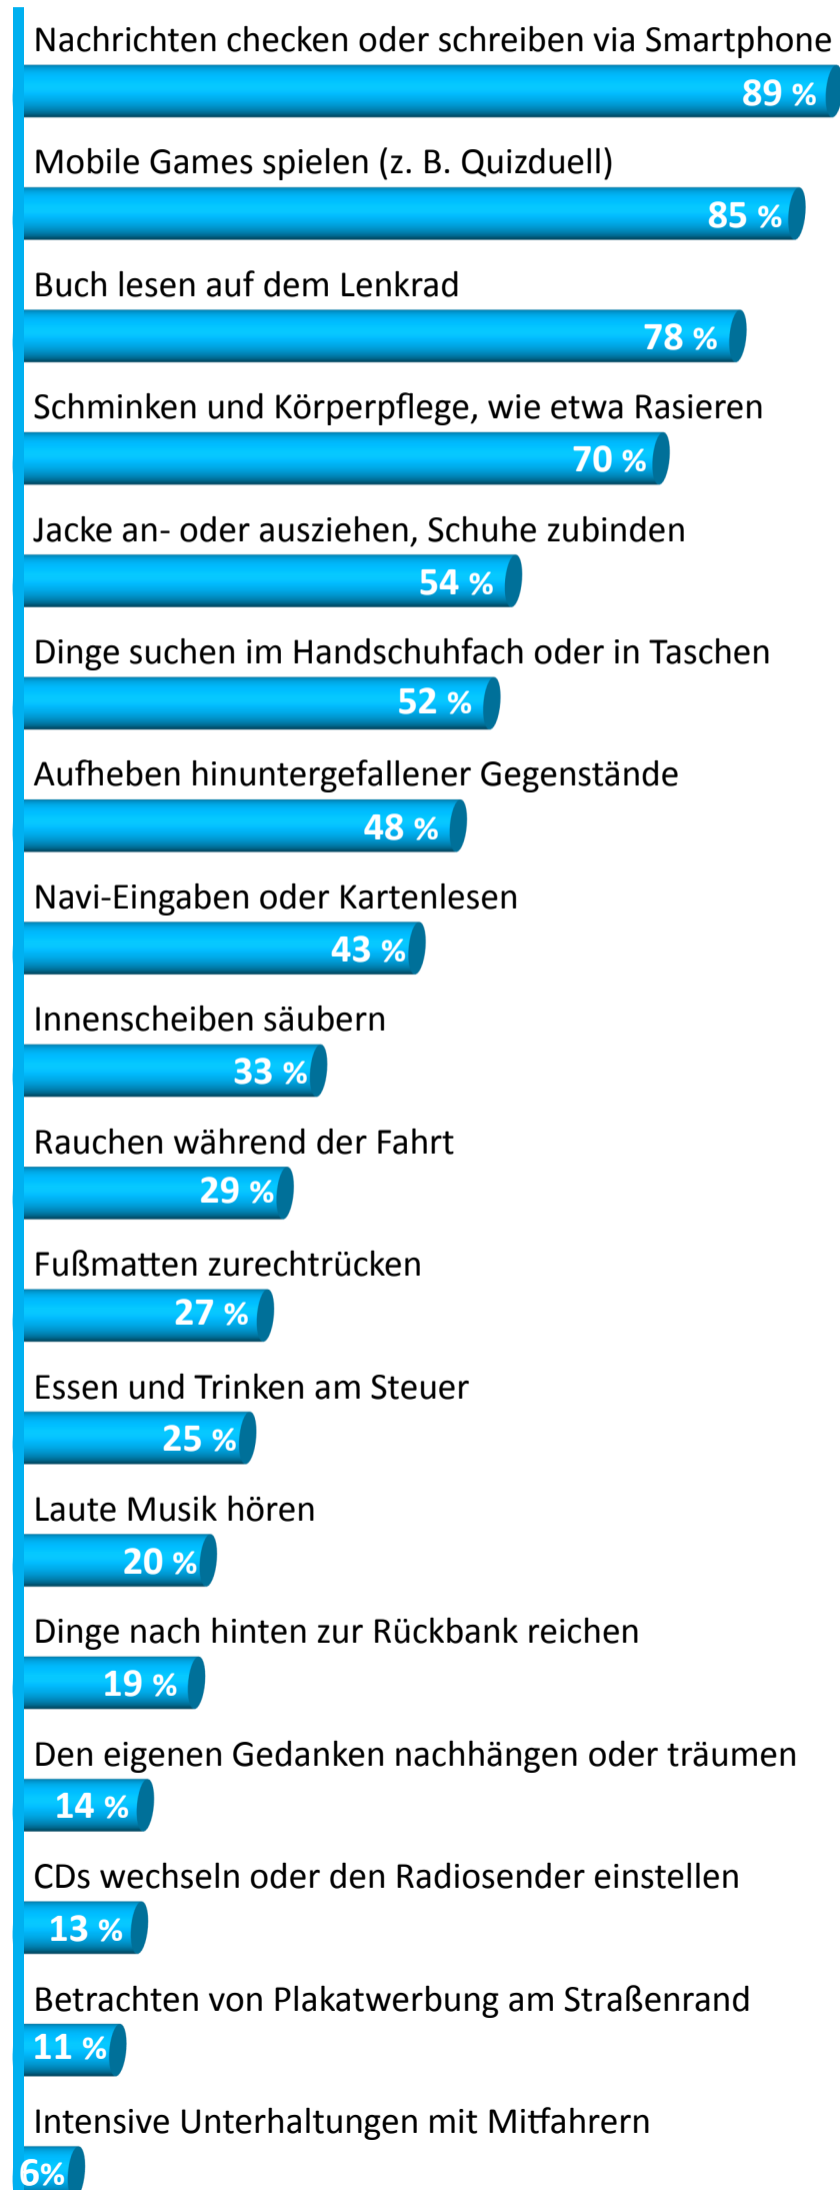 Nachrichten checken oder schreiben via Smartphone
89 %
Mobile Games spielen (z. B. Quizduell)
85 %
Buch lesen auf dem Lenkrad
78 %
Schminken und Körperpflege, wie etwa Rasieren
70 %
Jacke an- oder ausziehen, Schuhe zubinden
54 %
Dinge suchen im Handschuhfach oder in Taschen
52 %
Aufheben hinuntergefallener Gegenstände
48 %
Navi-Eingaben oder Kartenlesen
43 %
Innenscheiben säubern
33 %
Rauchen während der Fahrt
29 %
Fußmatten zurechtrücken
27 %
Essen und Trinken am Steuer
25 %
Laute Musik hören
20 %
Dinge nach hinten zur Rückbank reichen
19 %
Den eigenen Gedanken nachhängen oder träumen
14 %
CDs wechseln oder den Radiosender einstellen
13 %
Betrachten von Plakatwerbung am Straßenrand
11 %
Intensive Unterhaltungen mit Mitfahrern
6%